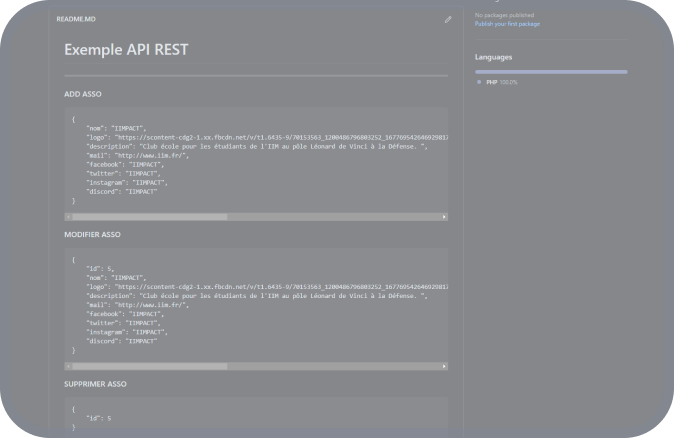 No packages published
Publish your first package
README.MD
Exemple API REST
Languages
PHP 100.0%
ADD ASSO
{
"nom": "IIMPACT",
"logo": "https://scontent-cdg2-1.xx.fbcdn.net/v/t1.6435-9/70153563_1200486796803252_1677695426469298
"description": "Club école pour les étudiants de l'IIM au pôle Léonard de Vinci à la Défense. ",
"mail": "http://www.iim.fr/",
"facebook": "IIMPACT",
"twitter": "IIMPACT",
"instagram": "IIMPACT",
"discord": "IIMPACT"
}
MODIFIER ASSO
{
"id": 5,
"nom": "IIMPACT",
"logo": "https://scontent-cdg2-1.xx.fbcdn.net/v/t1.6435-9/70153563_1200486796803252_1677695426469298
"description": "Club école pour les étudiants de l'IIM au pôle Léonard de Vinci à la Défense. ",
"mail": "http://www.iim.fr/",
"facebook": "IIMPACT",
"twitter": "IIMPACT",
"instagram": "IIMPACT",
"discord": "IIMPACT"
}
SUPPRIMER ASSO
{
"id": 5
}